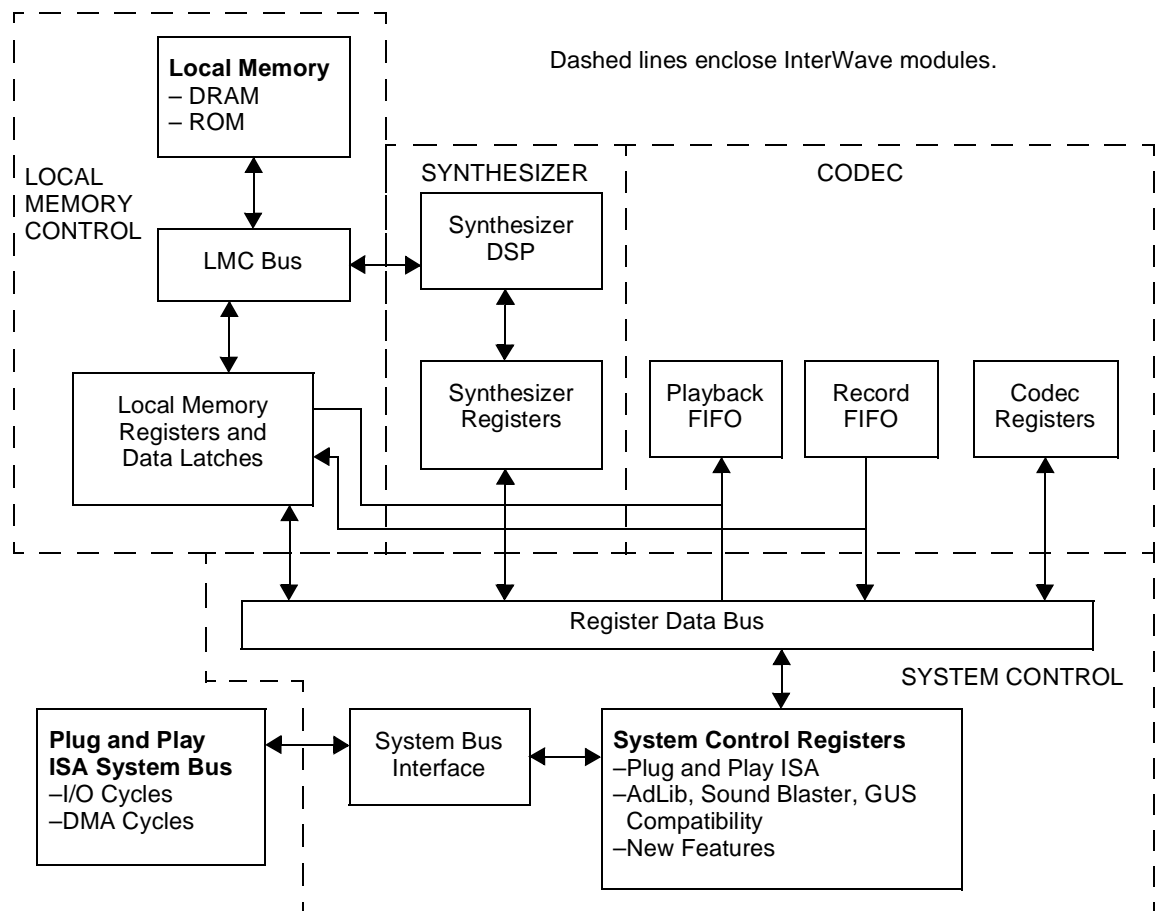 Dashed lines enclose InterWave modules.
Local Memory
– DRAM
– ROM
LOCAL
MEMORY
CONTROL
SYNTHESIZER
CODEC
Synthesizer
DSP
LMC Bus
Local Memory
Registers and
Data Latches
Synthesizer
Registers
Playback
FIFO
Record
FIFO
Codec
Registers
Register Data Bus
SYSTEM CONTROL
Plug and Play
ISA System Bus
–I/O Cycles
–DMA Cycles
System Bus
Interface
System Control Registers
–Plug and Play ISA
–AdLib, Sound Blaster, GUS
Compatibility
–New Features